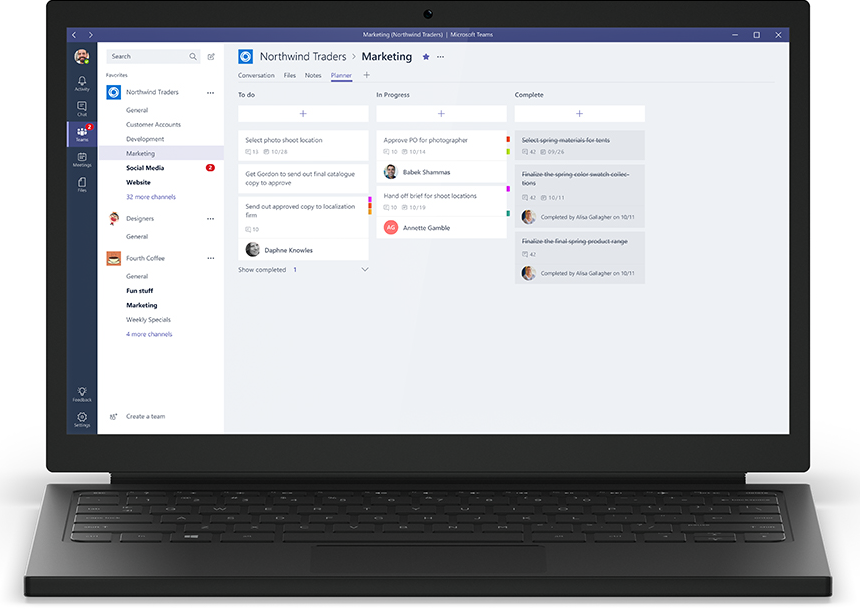 Marketing (Northwind Traders) | Microsoft Teams
Activity
Chat
2
Teams
Meetings
Files
Feedback
Settings
Search
Favorites
Northwind Traders
General
Customer Accounts
Development
Marketing
Social Media 2
Website
32 more channels
Designers
General
Fourth Coffee
General
Fun stuff
Marketing
Weekly Specials
4 more channels
Create a team
Northwind Traders > Marketing
Conversation Files Notes Planner +
To do
+
Select photo shoot location
15 10/28
Get Gordon to send out final catalogue
copy to approve
Send out approved copy to localization
firm
10
Daphne Knowles
Show completed 1
In Progress
+
Approve PO for photographer
10 10/14
Babek Shammas
Hand off brief for shoot locations
10 10/19
AG Annette Gamble
Complete
+
Select spring materials for tents
42 09/26
Finalize the spring color swatch collec-
tions
42 10/11
Completed by Alisa Gallagher on 10/11
Finalize the final spring product range
42
Completed by Alisa Gallagher on 10/11